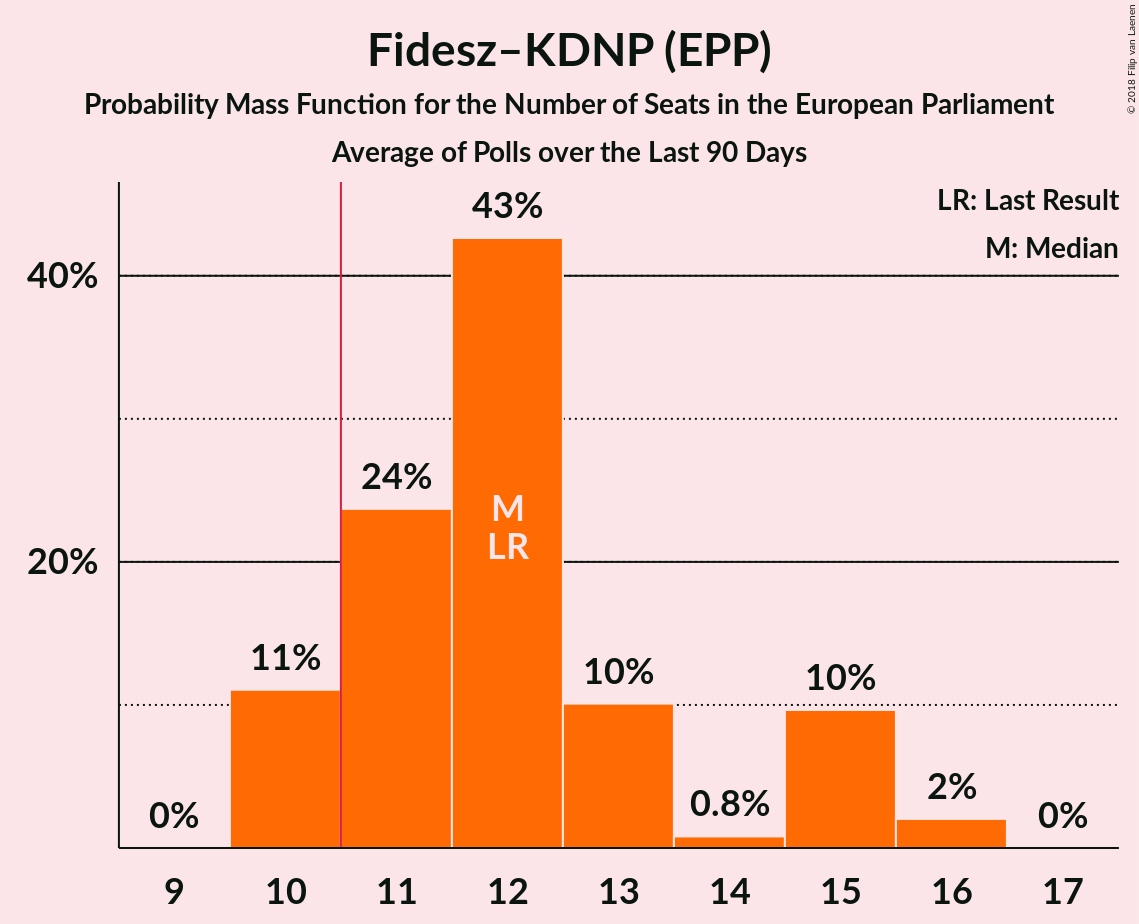 Fidesz–KDNP (EPP)
Probability Mass Function for the Number of Seats in the European Parliament
Average of Polls over the Last 90 Days
© 2018 Filip van Laenen
LR: Last Result
M: Median
43%
40%
24%
M
LR
20%
11%
10%
10%
0.8%
2%
0%
0%
9 10 11 12 13 14 15 16 17